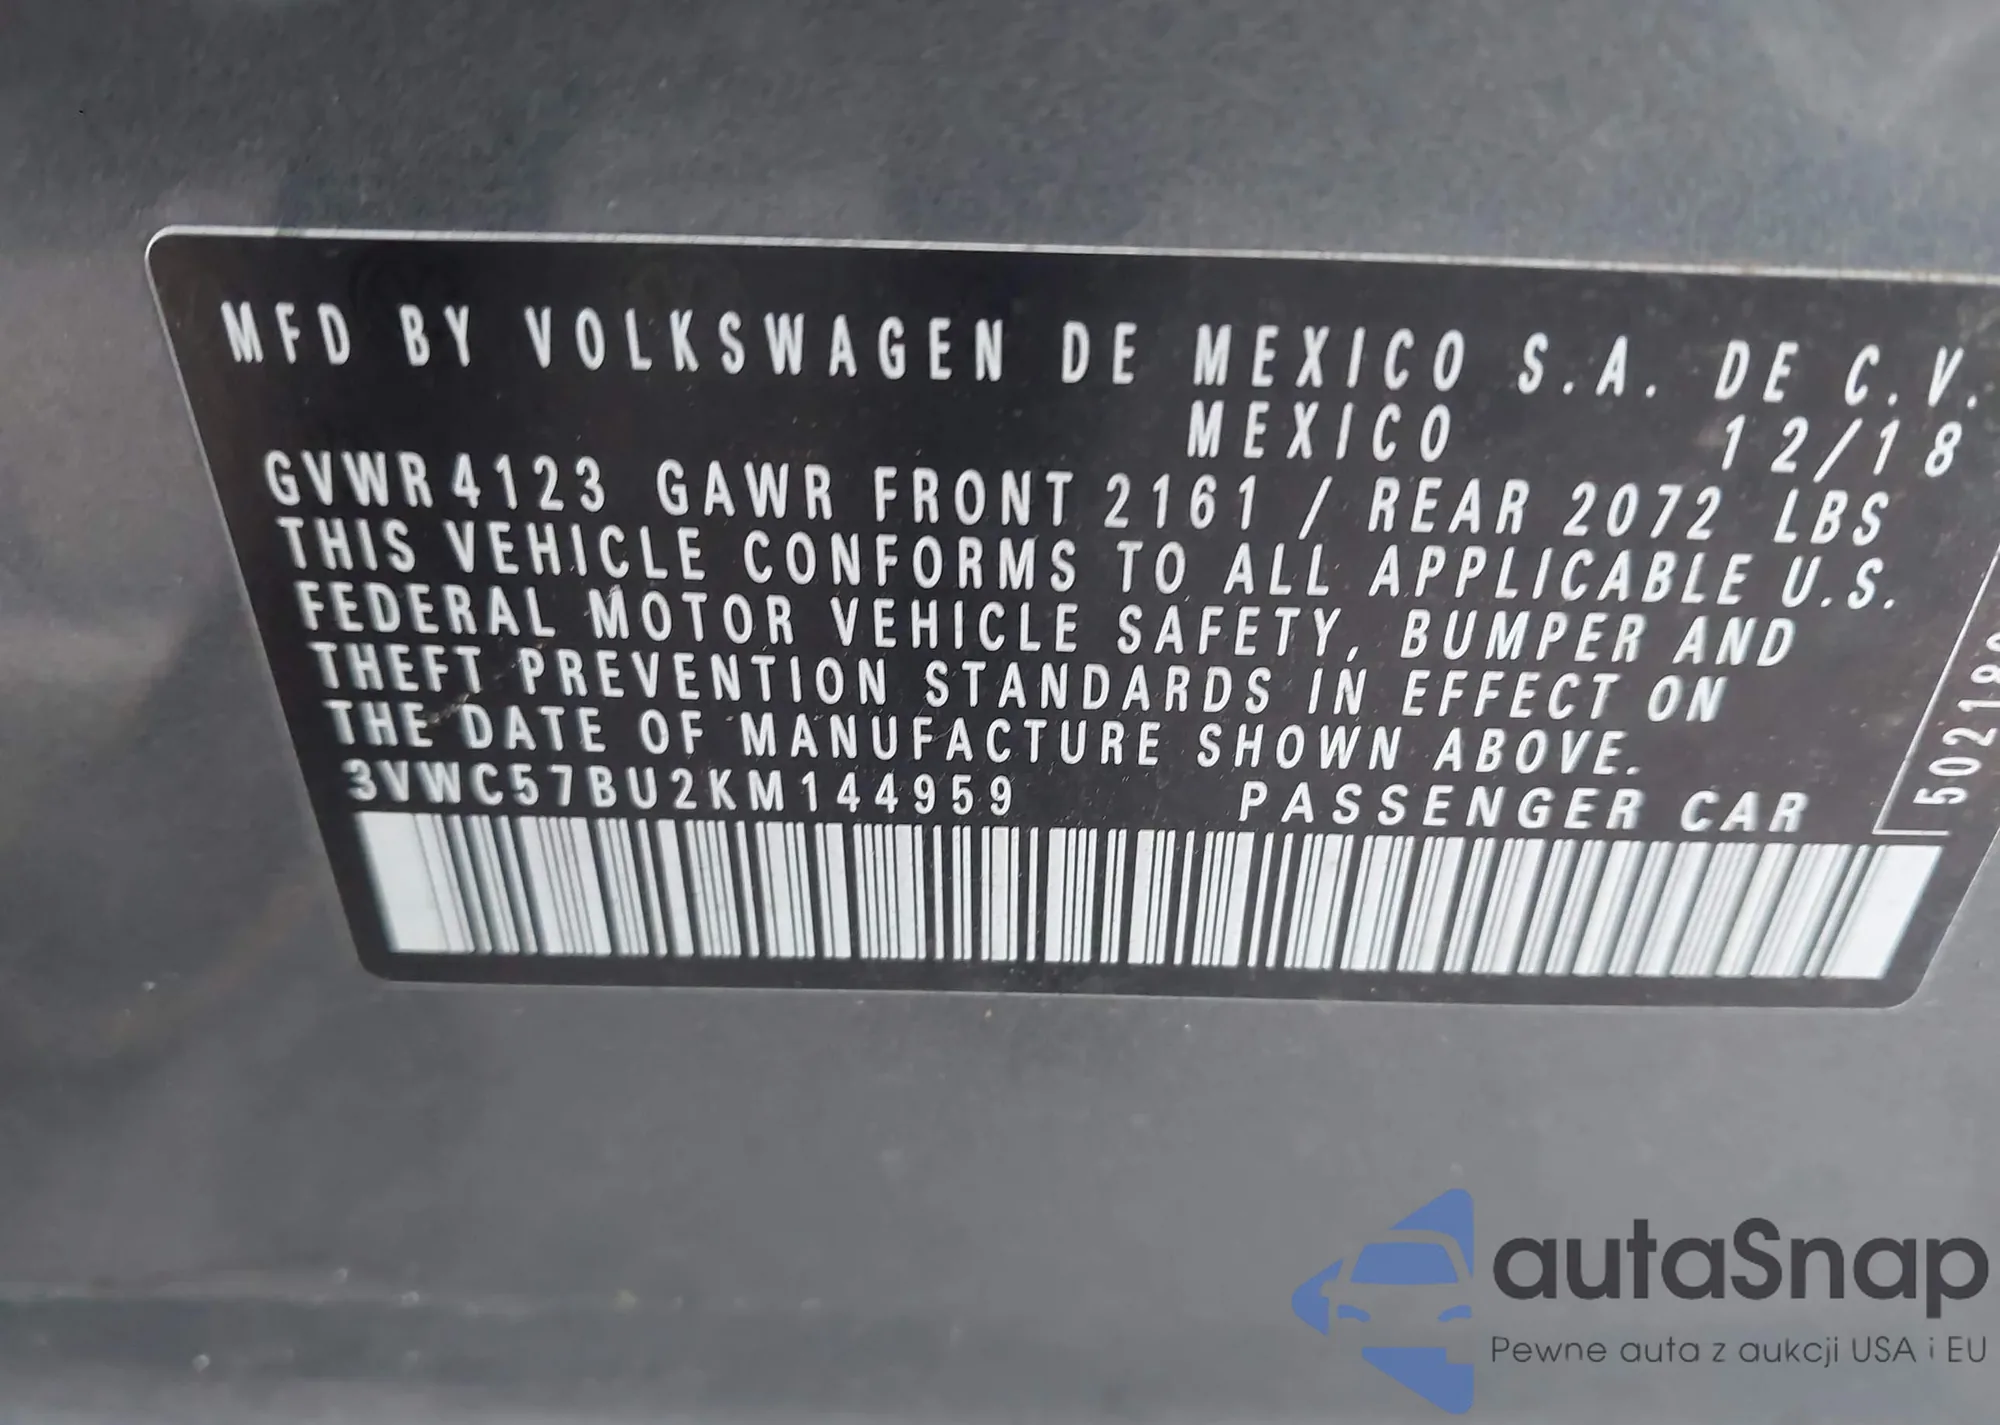 MFD BY VOLKSWAGEN DE MEXICO S.A. DE C.V.
MEXICO 12/18
GVWR 4123 GAWR FRONT 2161 / REAR 2072 LBS
THIS VEHICLE CONFORMS TO ALL APPLICABLE U.S.
FEDERAL MOTOR VEHICLE SAFETY, BUMPER AND
THEFT PREVENTION STANDARDS IN EFFECT ON
THE DATE OF MANUFACTURE SHOWN ABOVE.
3VWC57BU2KM144959 PASSENGER CAR
autaSnap
Pewne auta z aukcji USA i EU